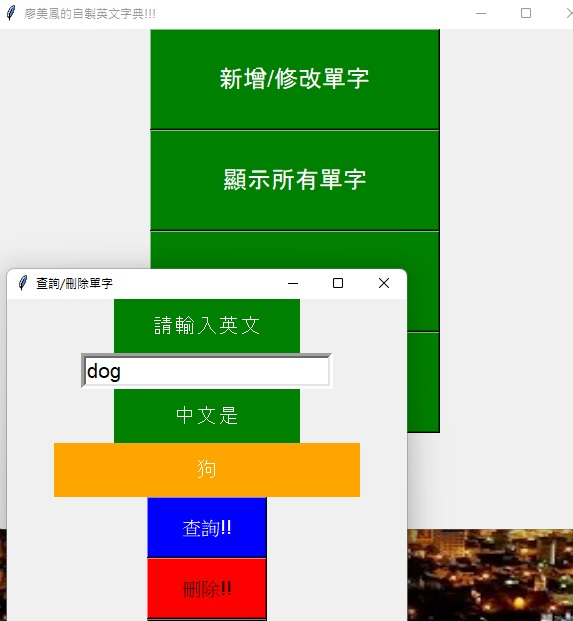 廖美鳳的自製英文字典!!!
新增/修改單字
顯示所有單字
查詢/刪除單字
請輸入英文
dog
中文是
狗
查詢!!
刪除!!